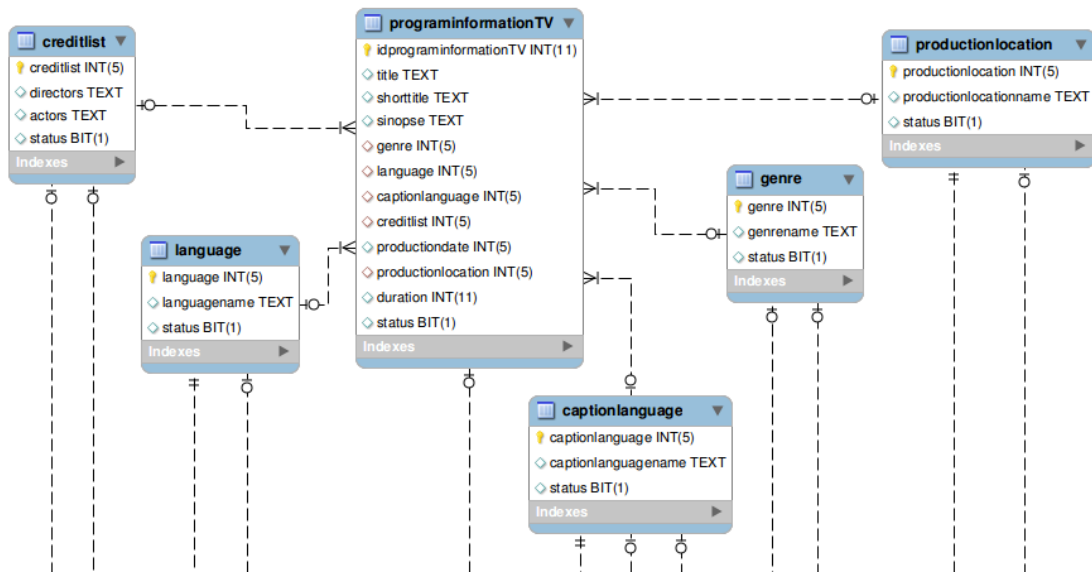 creditlist
creditlist INT(5)
directors TEXT
actors TEXT
status BIT(1)
Indexes
programinformationTV
idprograminformationTV INT(11)
title TEXT
shorttitle TEXT
sinopse TEXT
genre INT(5)
language INT(5)
captionlanguage INT(5)
creditlist INT(5)
productiondate INT(5)
productionlocation INT(5)
duration INT(11)
status BIT(1)
Indexes
productionlocation
productionlocation INT(5)
productionlocationname TEXT
status BIT(1)
Indexes
genre
genre INT(5)
genrename TEXT
status BIT(1)
Indexes
language
language INT(5)
languagename TEXT
status BIT(1)
Indexes
captionlanguage
captionlanguage INT(5)
captionlanguagename TEXT
status BIT(1)
Indexes